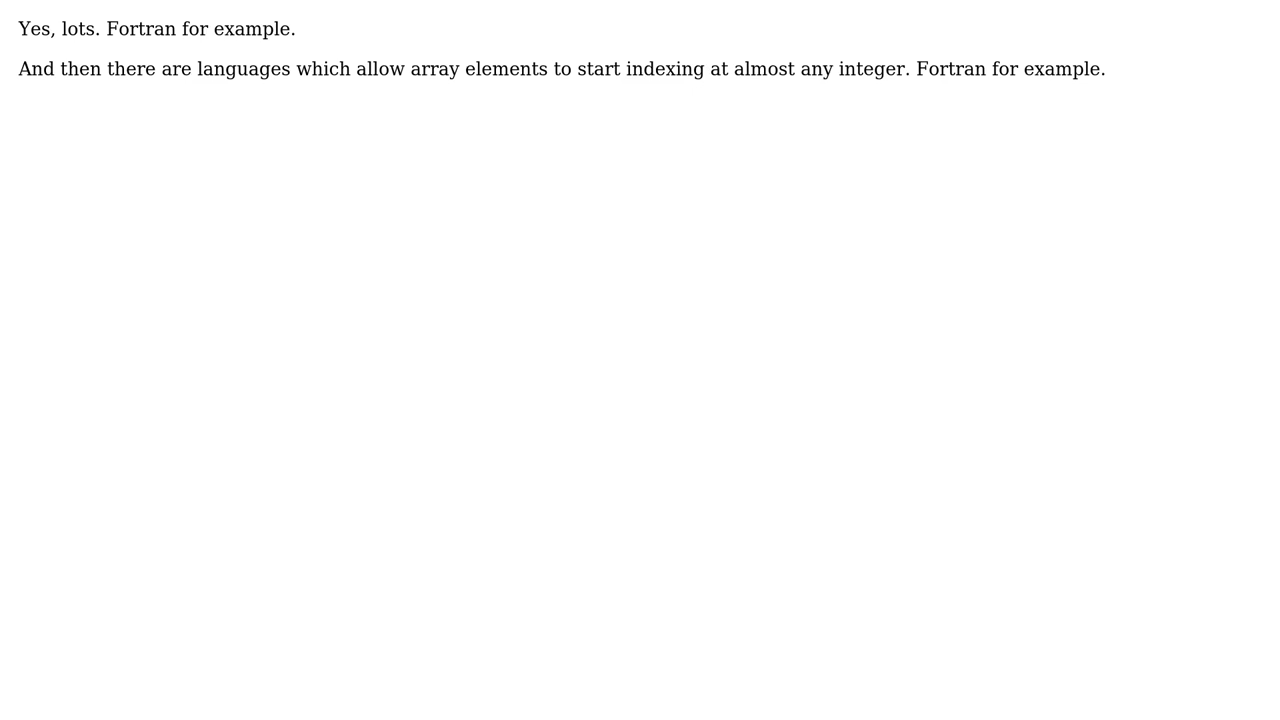 Yes, lots. Fortran for example.
And then there are languages which allow array elements to start indexing at almost any integer. Fortran for example.